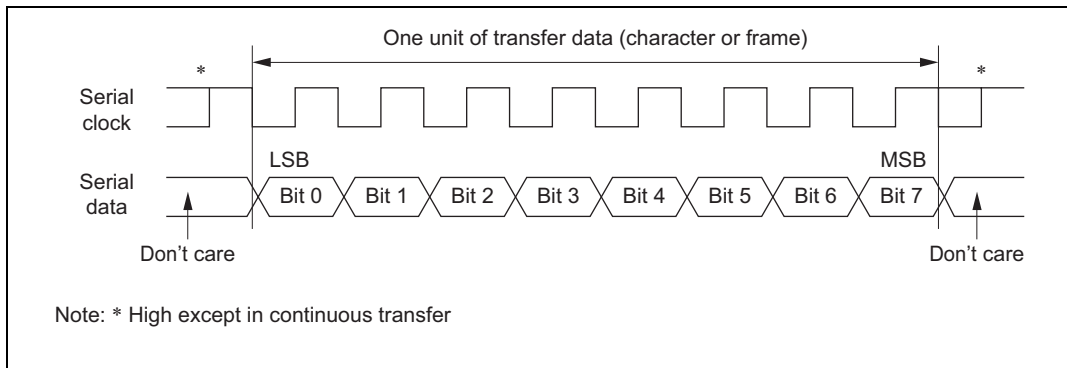 One unit of transfer data (character or frame)
* *
Serial
clock
LSB MSB
Serial
data
Bit 0 Bit 1 Bit 2 Bit 3 Bit 4 Bit 5 Bit 6 Bit 7
Don’t care Don’t care
Note: * High except in continuous transfer